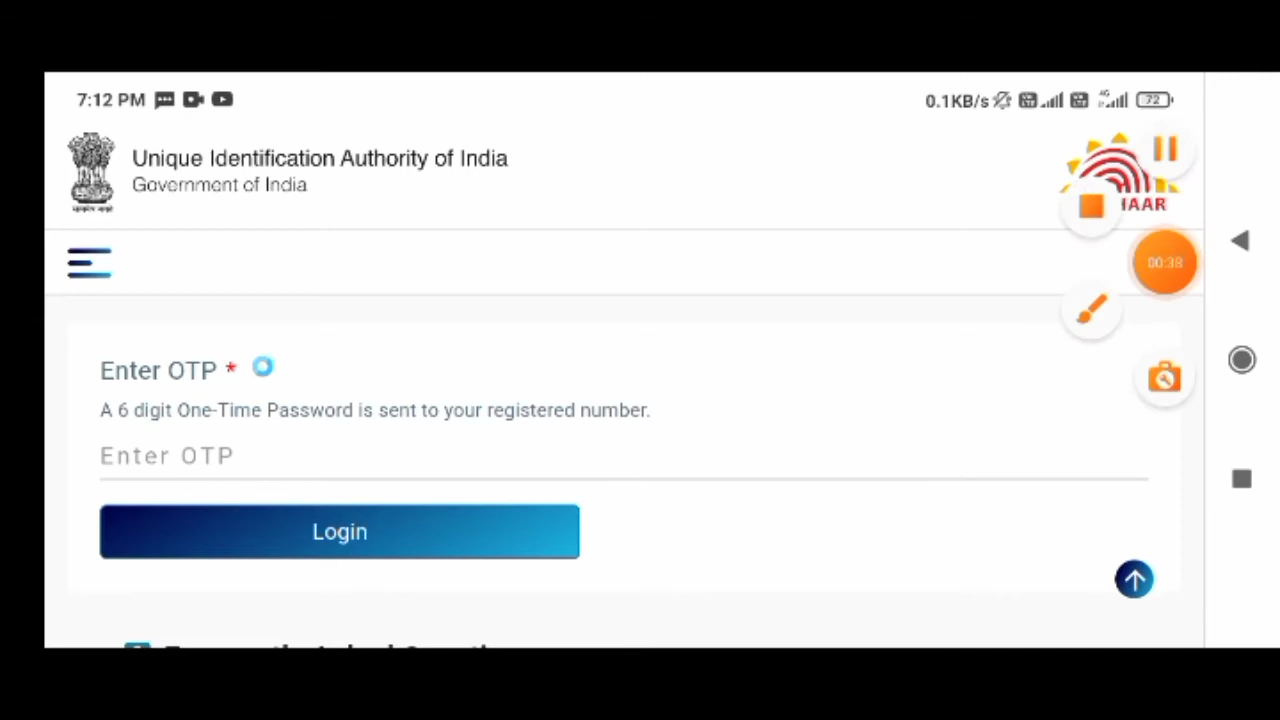 7:12 PM
0.1KB/s
4G
72
Unique Identification Authority of India
Government of India
00:38
Enter OTP *
A 6 digit One-Time Password is sent to your registered number.
Enter OTP
Login